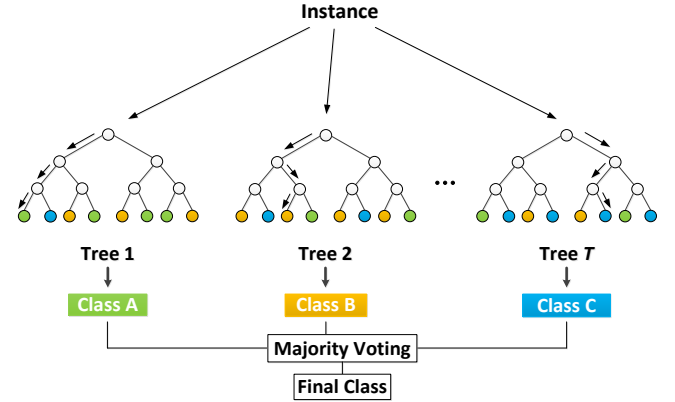 Instance
...
Tree 1
Tree 2
Tree T
Class A
Class B
Class C
Majority Voting
Final Class